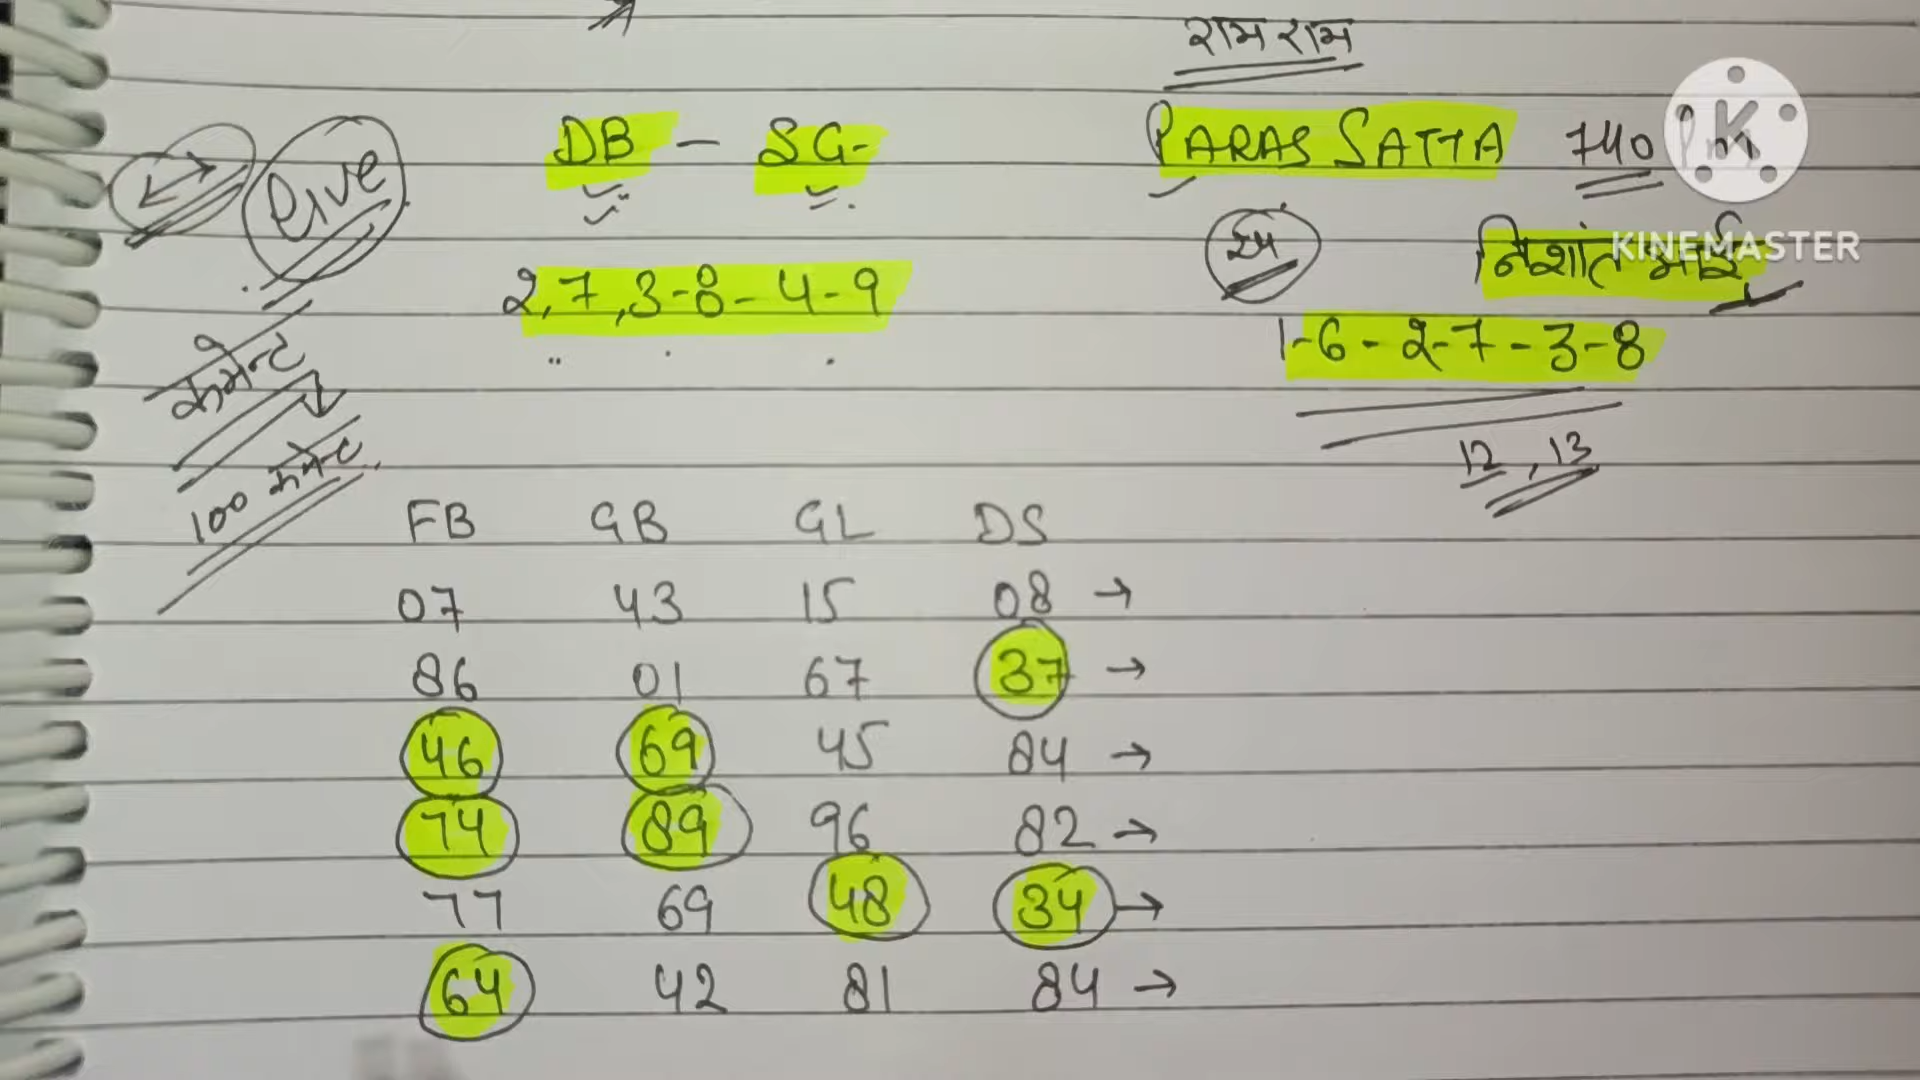 राम राम
DB - SG- PARAS SATTA 740 Pm
Live
24 निशांत भाई
KINEMASTER
2,7,3-8-4-9
1-6-2-7-3-8
कमेन्ट
100 कमेन्ट
12, 13
FB GB GL DS
07 43 15 08 →
86 01 67 37 →
46 69 45 84 →
74 89 96 82 →
77 69 48 34 →
64 42 81 84 →